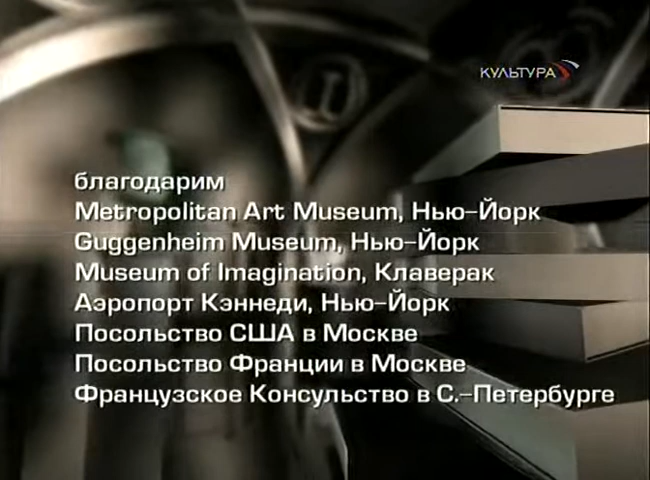 КУЛЬТУРА
благодарим
Metropolitan Art Museum, Нью-Йорк
Guggenheim Museum, Нью-Йорк
Museum of Imagination, Клаверак
Аэропорт Кэннеди, Нью-Йорк
Посольство США в Москве
Посольство Франции в Москве
Французское Консульство в С.-Петербурге